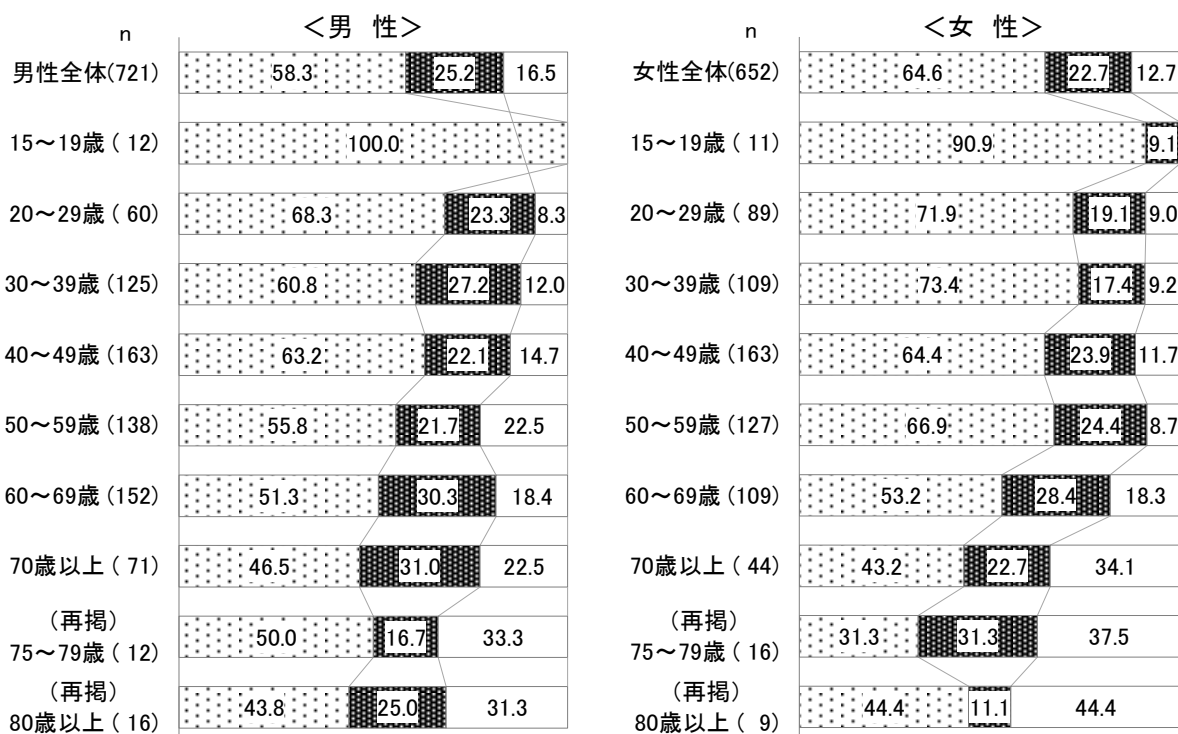 n
＜男 性＞
男性全体(721) 58.3 25.2 16.5
15～19歳 ( 12) 100.0
20～29歳 ( 60) 68.3 23.3 8.3
30～39歳 (125) 60.8 27.2 12.0
40～49歳 (163) 63.2 22.1 14.7
50～59歳 (138) 55.8 21.7 22.5
60～69歳 (152) 51.3 30.3 18.4
70歳以上 ( 71) 46.5 31.0 22.5
（再掲）
75～79歳 ( 12) 50.0 16.7 33.3
（再掲）
80歳以上 ( 16) 43.8 25.0 31.3
n
＜女 性＞
女性全体(652) 64.6 22.7 12.7
15～19歳 ( 11) 90.9 9.1
20～29歳 ( 89) 71.9 19.1 9.0
30～39歳 (109) 73.4 17.4 9.2
40～49歳 (163) 64.4 23.9 11.7
50～59歳 (127) 66.9 24.4 8.7
60～69歳 (109) 53.2 28.4 18.3
70歳以上 ( 44) 43.2 22.7 34.1
（再掲）
75～79歳 ( 16) 31.3 31.3 37.5
（再掲）
80歳以上 ( 9) 44.4 11.1 44.4